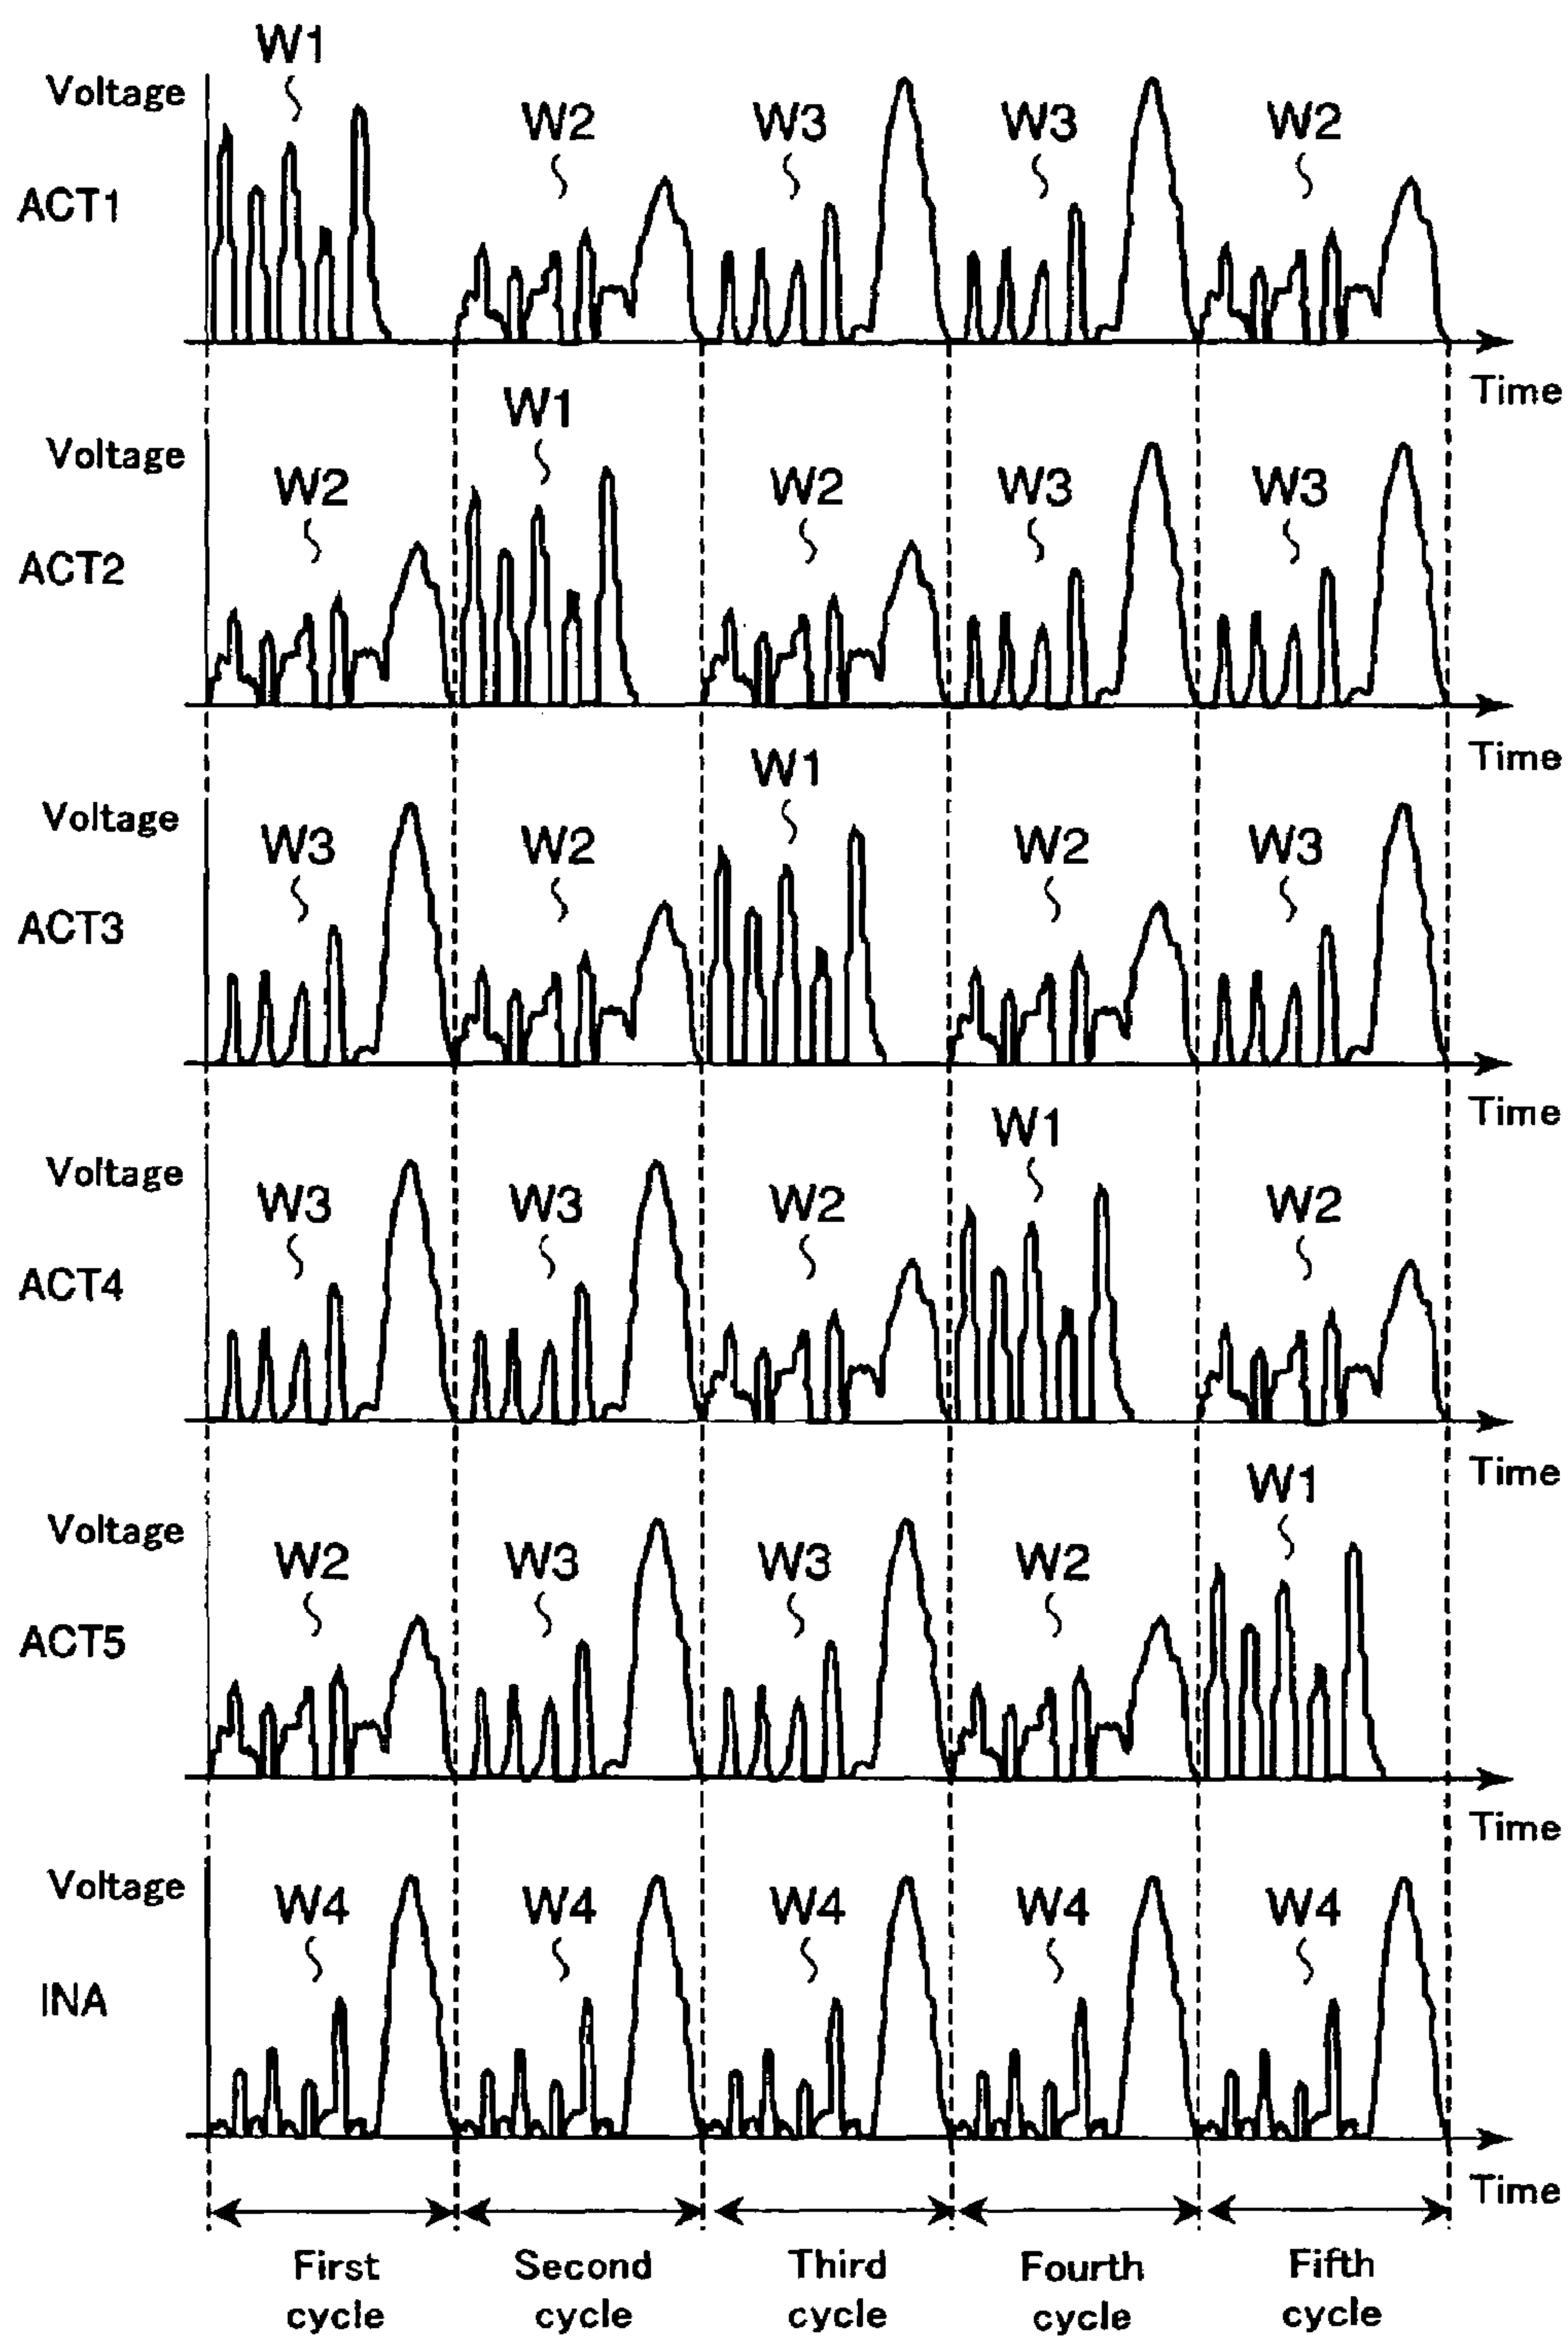 W1
Voltage
W2 W3 W3 W2
ACT1
Time
W1
Voltage
W2 W2 W3 W3
ACT2
Time
W1
Voltage
W3 W2 W2 W3
ACT3
Time
W1
Voltage
W3 W3 W2 W2
ACT4
Time
W1
Voltage
W2 W3 W3 W2
ACT5
Time
Voltage
W4 W4 W4 W4 W4
INA
Time
First Second Third Fourth Fifth
cycle cycle cycle cycle cycle